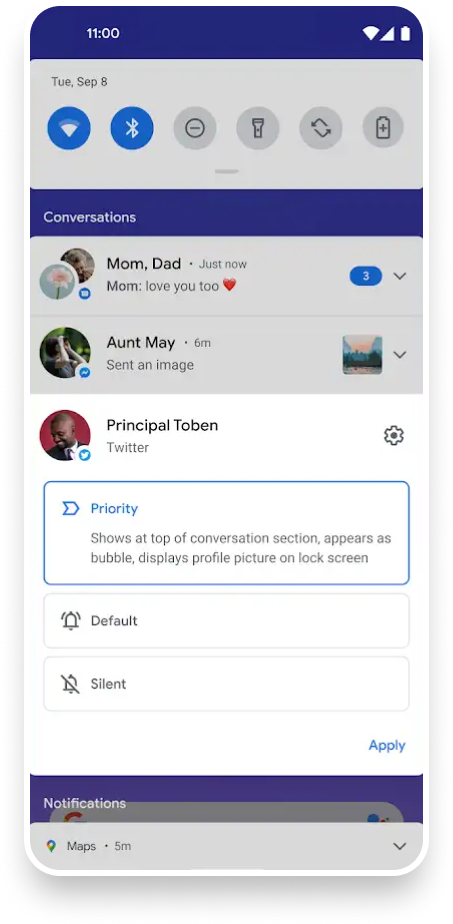 11:00
Tue, Sep 8
Conversations
Mom, Dad • Just now
Mom: love you too ❤️
3
Aunt May • 6m
Sent an image
Principal Toben
Twitter
Priority
Shows at top of conversation section, appears as
bubble, displays profile picture on lock screen
Default
Silent
Apply
Notifications
Maps • 5m